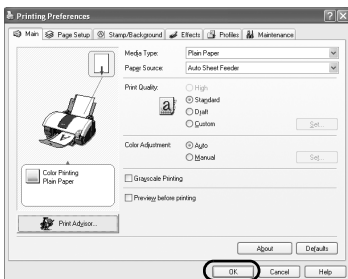 Printing Preferences
Main Page Setup Stamp/Background Effects Profiles Maintenance
Media Type: Plain Paper
Paper Source: Auto Sheet Feeder
Print Quality: High
Standard
Draft
Custom Set...
Color Adjustment: Auto
Manual Set...
Color Printing
Plain Paper
Grayscale Printing
Preview before printing
Print Advisor...
About Defaults
OK Cancel Help